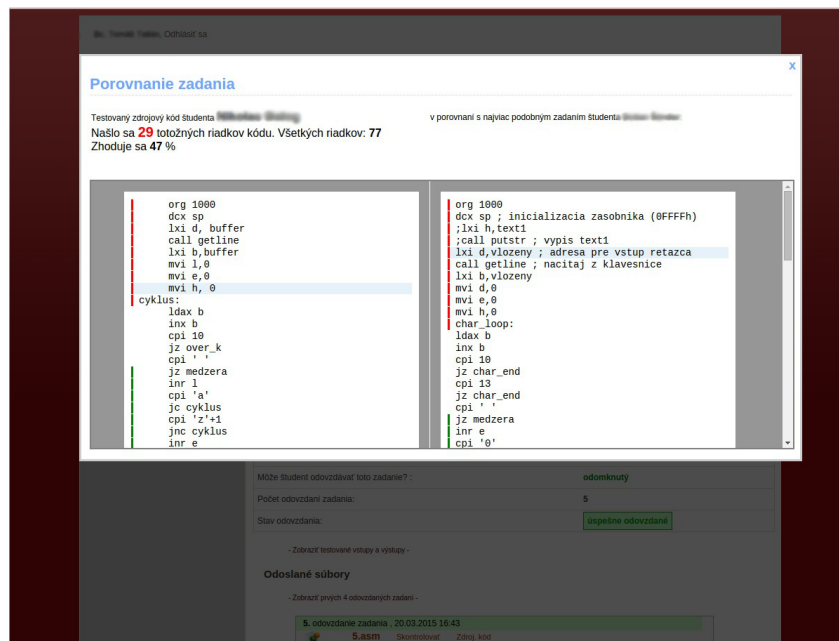 Odhlásiť sa
x
Porovnanie zadania
Testovaný zdrojový kód študenta
v porovnaní s najviac podobným zadaním študenta
Našlo sa 29 totožných riadkov kódu. Všetkých riadkov: 77
Zhoduje sa 47 %
org 1000
dcx sp
lxi d, buffer
call getline
lxi b,buffer
mvi l,0
mvi e,0
mvi h, 0
cyklus:
ldax b
inx b
cpi 10
jz over_k
cpi ' '
jz medzera
inr l
cpi 'a'
jc cyklus
cpi 'z'+1
jnc cyklus
inr e
org 1000
dcx sp ; inicializacia zasobnika (0FFFFh)
;lxi h,text1
;call putstr ; vypis text1
lxi d,vlozeny ; adresa pre vstup retazca
call getline ; nacitaj z klavesnice
lxi b,vlozeny
mvi d,0
mvi e,0
mvi h,0
char_loop:
ldax b
inx b
cpi 10
jz char_end
cpi 13
jz char_end
cpi ' '
jz medzera
inr e
cpi '0'
Môže študent odovzdávať toto zadanie? : odomknutý
Počet odovzdaní zadania: 5
Stav odovzdania: úspešne odovzdané
- Zobraziť testované vstupy a výstupy -
Odoslané súbory
- Zobraziť prvých 4 odovzdaných zadaní -
5. odovzdanie zadania , 20.03.2015 16:43
5.asm Skontrolovať Zdroj. kód